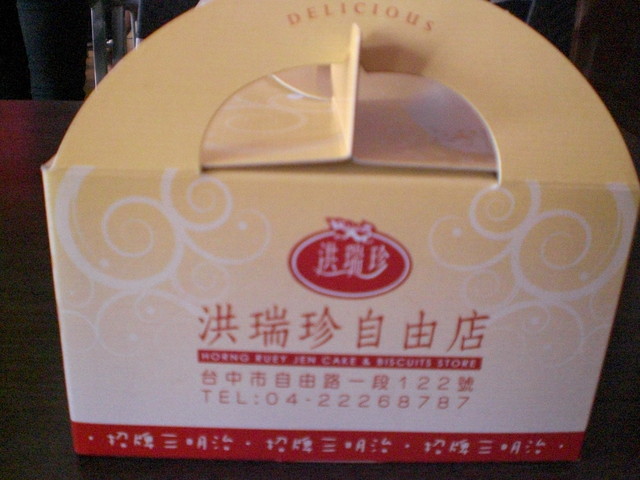 DELICIOUS
洪瑞珍
洪瑞珍自由店
HORNG RUEY JEN CAKE & BISCUITS STORE
台中市自由路一段122號
TEL:04-22268787
·招牌三明治·招牌三明治·招牌三明治·